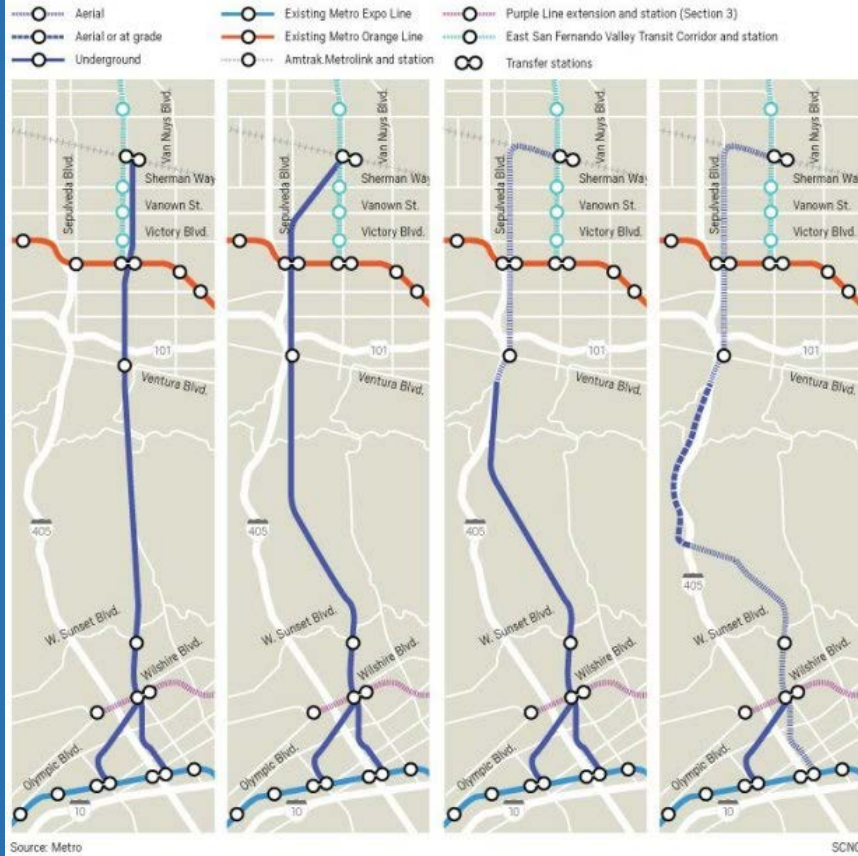 Aerial
Aerial or at grade
Underground
Existing Metro Expo Line
Existing Metro Orange Line
Amtrak Metrolink and station
Purple Line extension and station (Section 3)
East San Fernando Valley Transit Corridor and station
Transfer stations
Sepulveda Blvd.
Van Nuys Blvd.
Sherman Way
Vanown St.
Victory Blvd.
101
Ventura Blvd.
405
W. Sunset Blvd.
Wilshire Blvd.
Olympic Blvd.
10
Sepulveda Blvd.
Van Nuys Blvd.
Sherman Way
Vanown St.
Victory Blvd.
101
Ventura Blvd.
405
W. Sunset Blvd.
Wilshire Blvd.
Olympic Blvd.
10
Sepulveda Blvd.
Van Nuys Blvd.
Sherman Way
Vanown St.
Victory Blvd.
101
Ventura Blvd.
405
W. Sunset Blvd.
Wilshire Blvd.
Olympic Blvd.
10
Sepulveda Blvd.
Van Nuys Blvd.
Sherman Way
Vanown St.
Victory Blvd.
101
Ventura Blvd.
405
W. Sunset Blvd.
Wilshire Blvd.
Olympic Blvd.
10
Source: Metro
SCNG